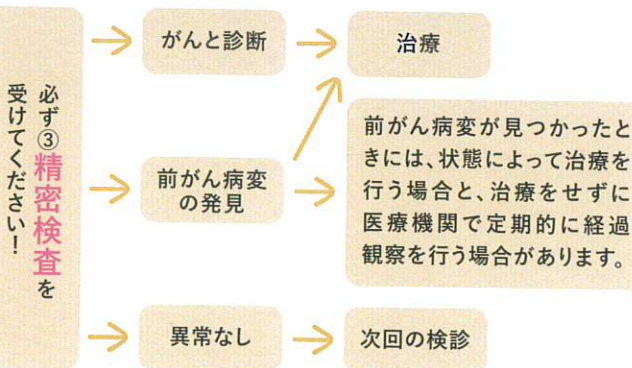 必ず③精密検査を
受けてください！
がんと診断
治療
前がん病変
の発見
前がん病変が見つかったと
きには、状態によって治療を
行う場合と、治療をせずに
医療機関で定期的に経過
観察を行う場合があります。
異常なし
次回の検診